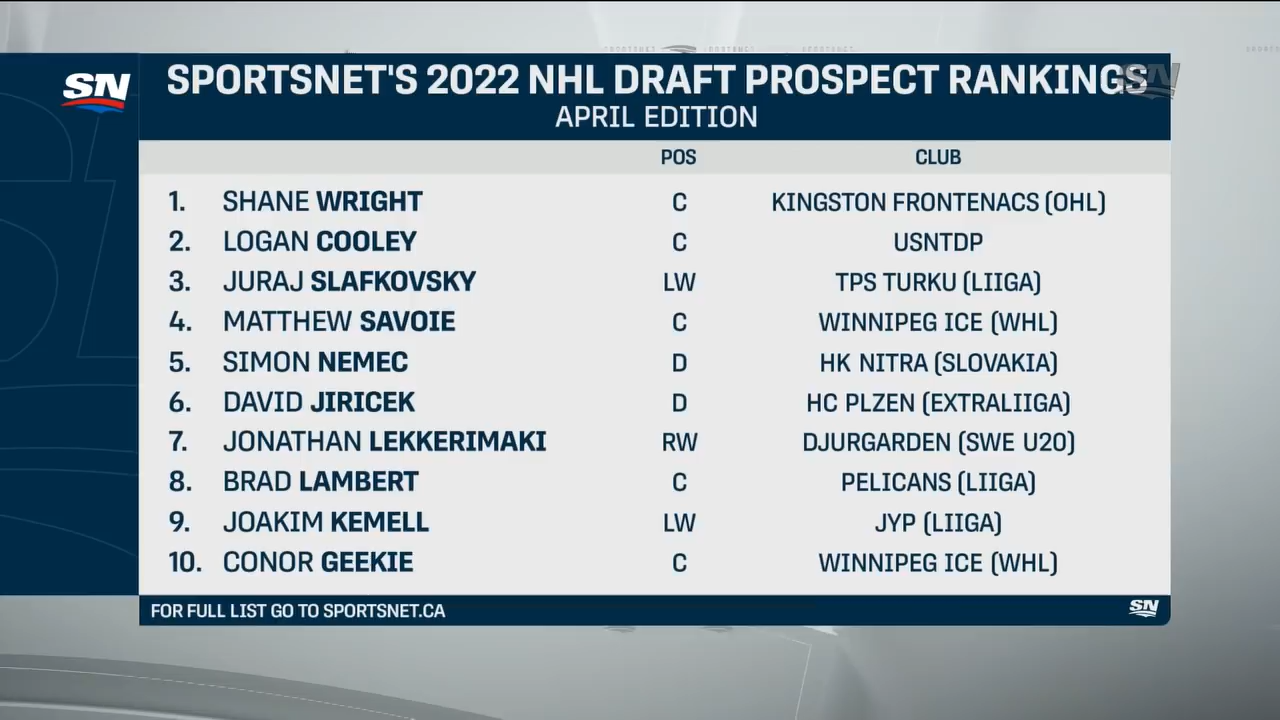 SN
SPORTSNET'S 2022 NHL DRAFT PROSPECT RANKINGS
SN
APRIL EDITION
POS CLUB
1. SHANE WRIGHT C KINGSTON FRONTENACS (OHL)
2. LOGAN COOLEY C USNTDP
3. JURAJ SLAFKOVSKY LW TPS TURKU (LIIGA)
4. MATTHEW SAVOIE C WINNIPEG ICE (WHL)
5. SIMON NEMEC D HK NITRA (SLOVAKIA)
6. DAVID JIRICEK D HC PLZEN (EXTRALIIGA)
7. JONATHAN LEKKERIMAKI RW DJURGARDEN (SWE U20)
8. BRAD LAMBERT C PELICANS (LIIGA)
9. JOAKIM KEMELL LW JYP (LIIGA)
10. CONOR GEEKIE C WINNIPEG ICE (WHL)
FOR FULL LIST GO TO SPORTSNET.CA SN